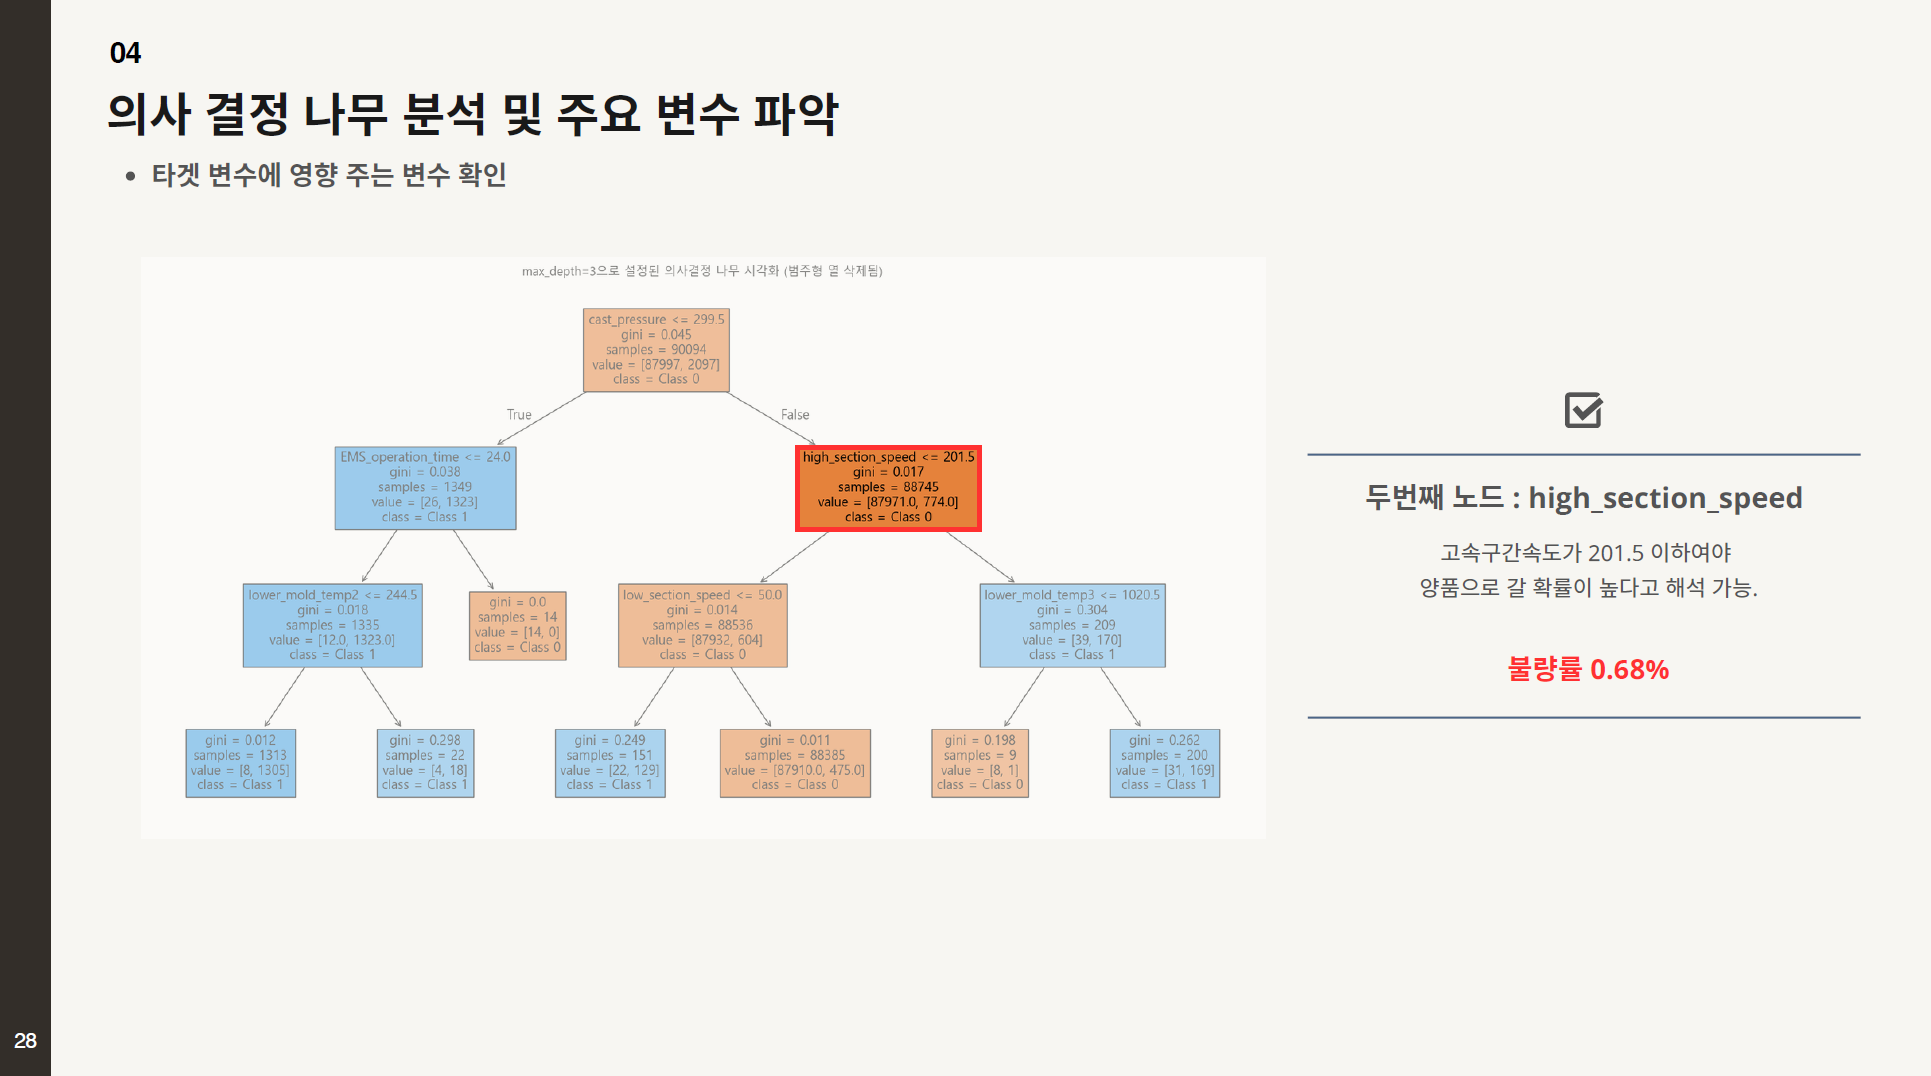 04
의사 결정 나무 분석 및 주요 변수 파악
• 타겟 변수에 영향 주는 변수 확인
max_depth=3으로 설정된 의사결정 나무 시각화 (범주형 열 삭제됨)
cast_pressure <= 299.5
gini = 0.045
samples = 90094
value = [87997, 2097]
class = Class 0
True
False
EMS_operation_time <= 24.0
gini = 0.038
samples = 1349
value = [26, 1323]
class = Class 1
high_section_speed <= 201.5
gini = 0.017
samples = 88745
value = [87971.0, 774.0]
class = Class 0
lower_mold_temp2 <= 244.5
gini = 0.018
samples = 1335
value = [12.0, 1323.0]
class = Class 1
gini = 0.0
samples = 14
value = [14, 0]
class = Class 0
low_section_speed <= 50.0
gini = 0.014
samples = 88536
value = [87932, 604]
class = Class 0
lower_mold_temp3 <= 1020.5
gini = 0.304
samples = 209
value = [39, 170]
class = Class 1
gini = 0.012
samples = 1313
value = [8, 1305]
class = Class 1
gini = 0.298
samples = 22
value = [4, 18]
class = Class 1
gini = 0.249
samples = 151
value = [22, 129]
class = Class 1
gini = 0.011
samples = 88385
value = [87910.0, 475.0]
class = Class 0
gini = 0.198
samples = 9
value = [8, 1]
class = Class 0
gini = 0.262
samples = 200
value = [31, 169]
class = Class 1
두번째 노드 : high_section_speed
고속구간속도가 201.5 이하여야
양품으로 갈 확률이 높다고 해석 가능.
불량률 0.68%
28